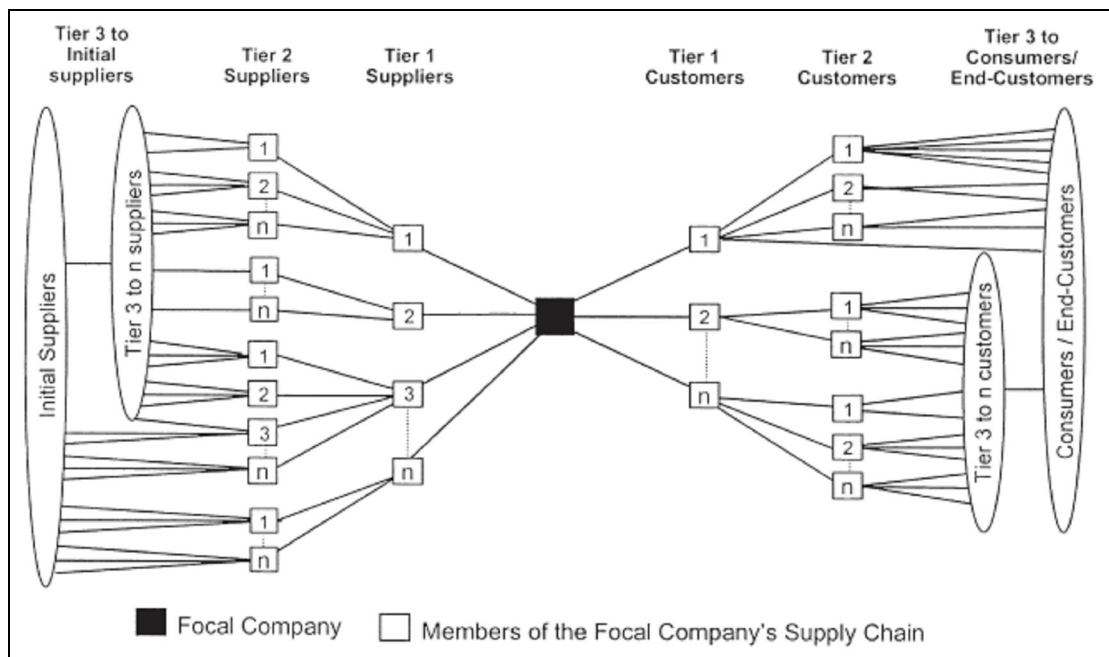 Tier 3 to
Initial
suppliers
Tier 2
Suppliers
Tier 1
Suppliers
Tier 1
Customers
Tier 2
Customers
Tier 3 to
Consumers/
End-Customers
Initial Suppliers
Tier 3 to n suppliers
1
2
n
1
n
1
2
3
n
1
n
1
2
3
n
1
2
n
1
2
n
1
n
1
2
n
Tier 3 to n customers
Consumers / End-Customers
Focal Company
Members of the Focal Company's Supply Chain